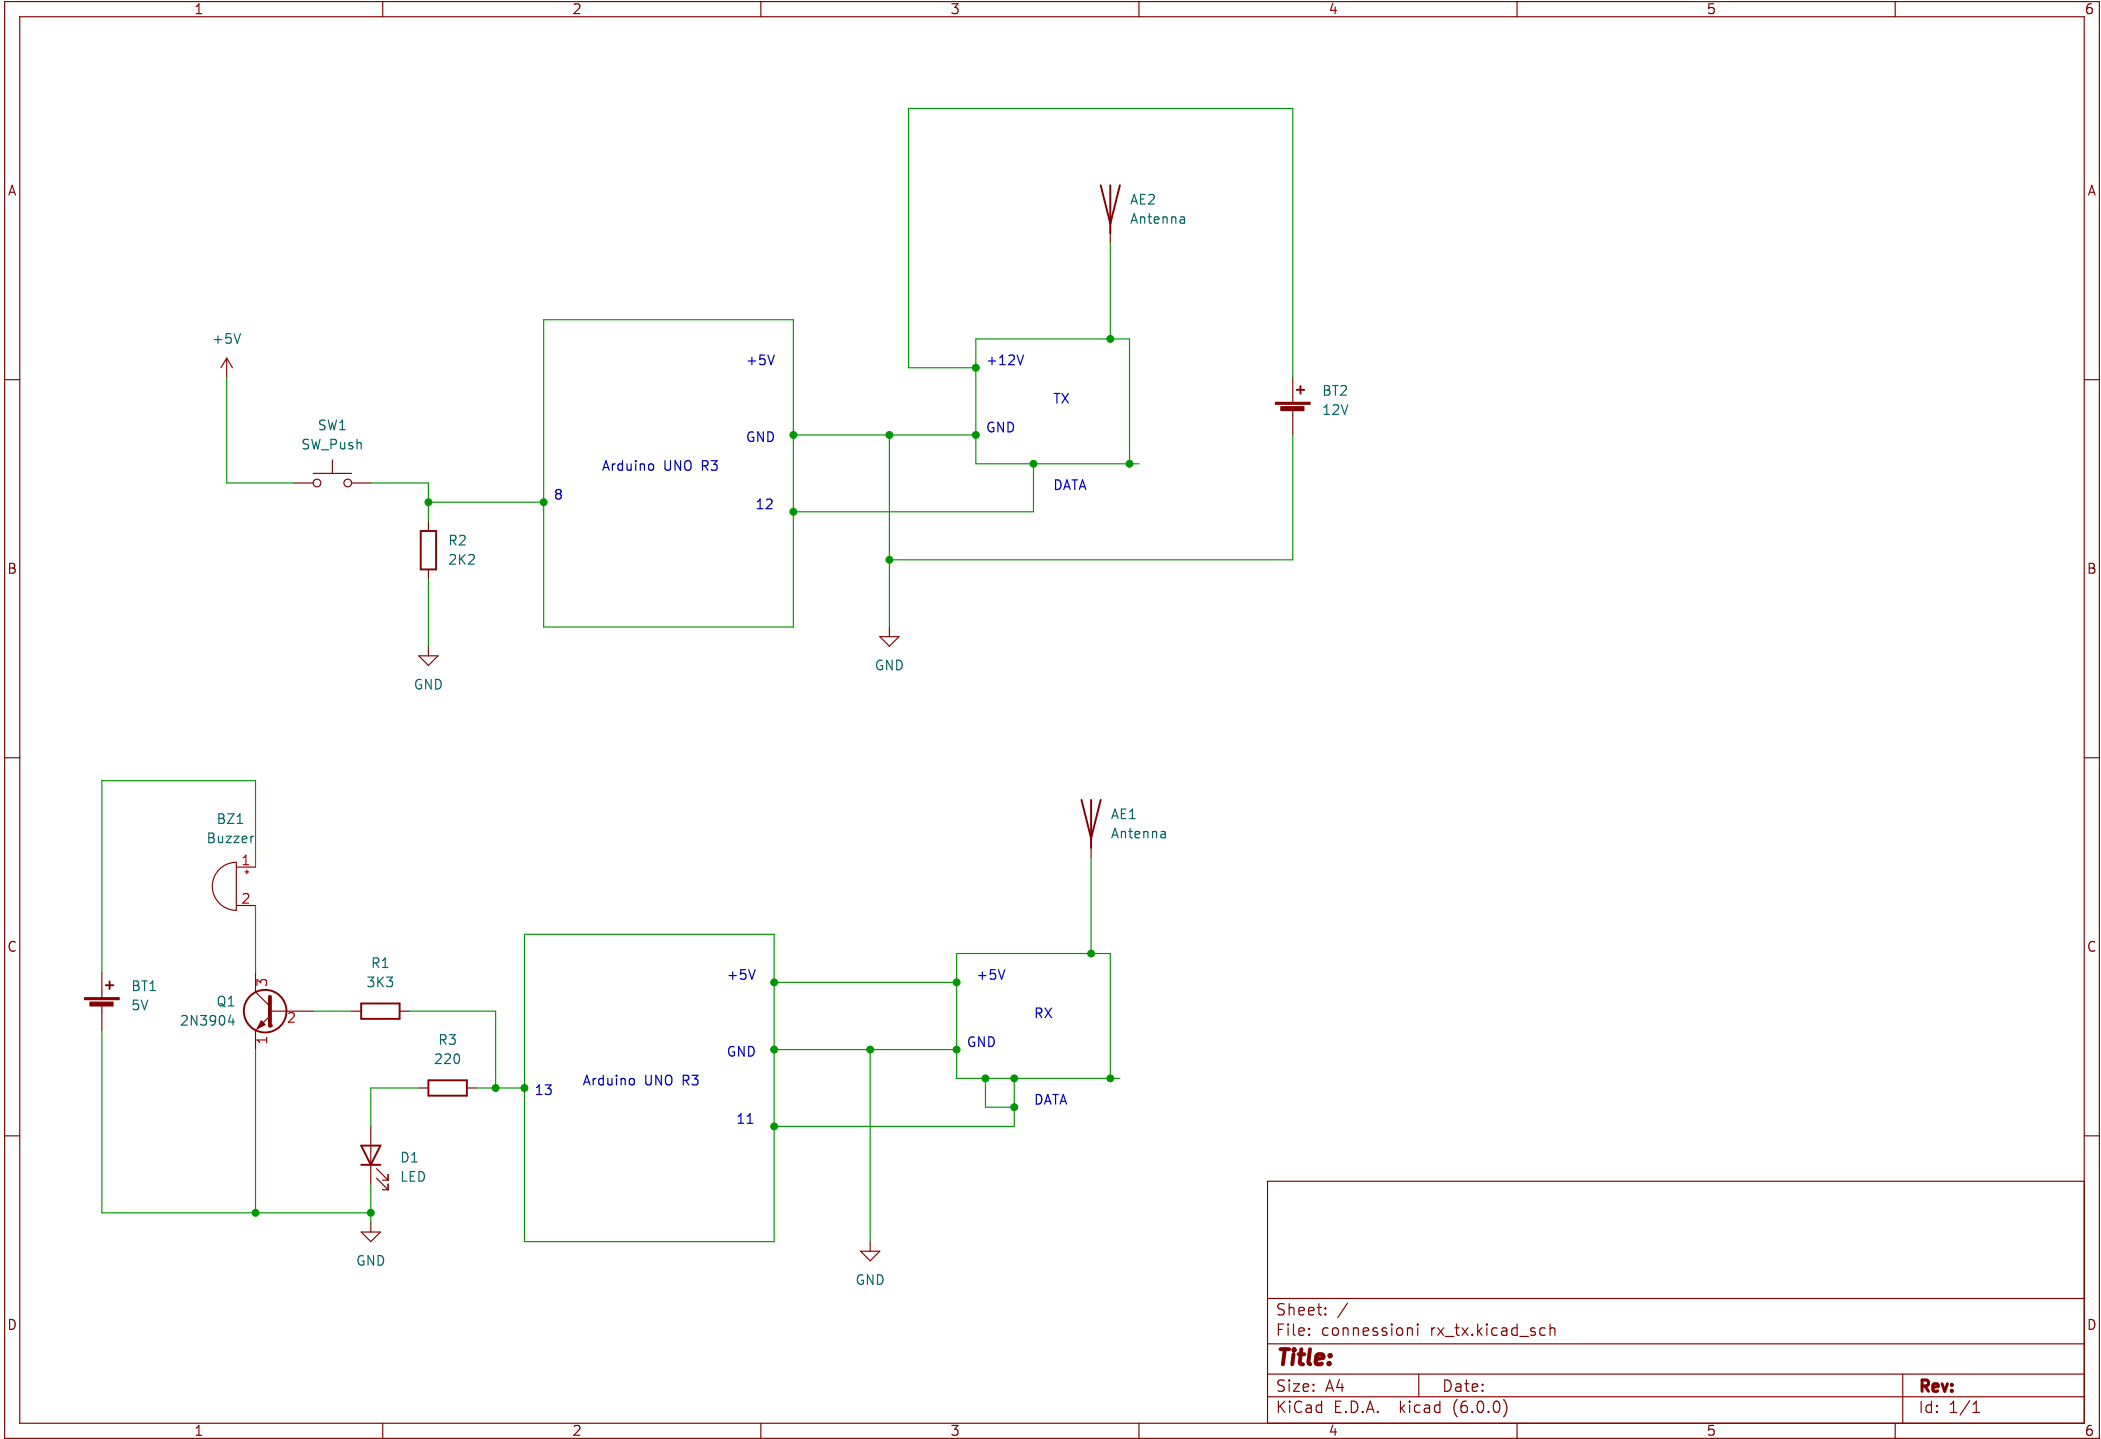 1 2 3 4 5 6
A A
AE2
Antenna
+5V
+5V
+12V
TX
BT2
12V
SW1
SW_Push
GND
GND
Arduino UNO R3
DATA
8
12
R2
2K2
B B
GND
GND
BZ1
Buzzer
AE1
Antenna
1
+
2
C C
R1
3K3
+5V
+5V
BT1
5V
3
Q1
2N3904
2
1
RX
R3
220
GND
GND
Arduino UNO R3
13
DATA
11
D1
LED
GND
GND
Sheet: /
File: connessioni rx_tx.kicad_sch
D D
Title:
Size: A4 Date: Rev:
KiCad E.D.A. kicad (6.0.0) Id: 1/1
1 2 3 4 5 6